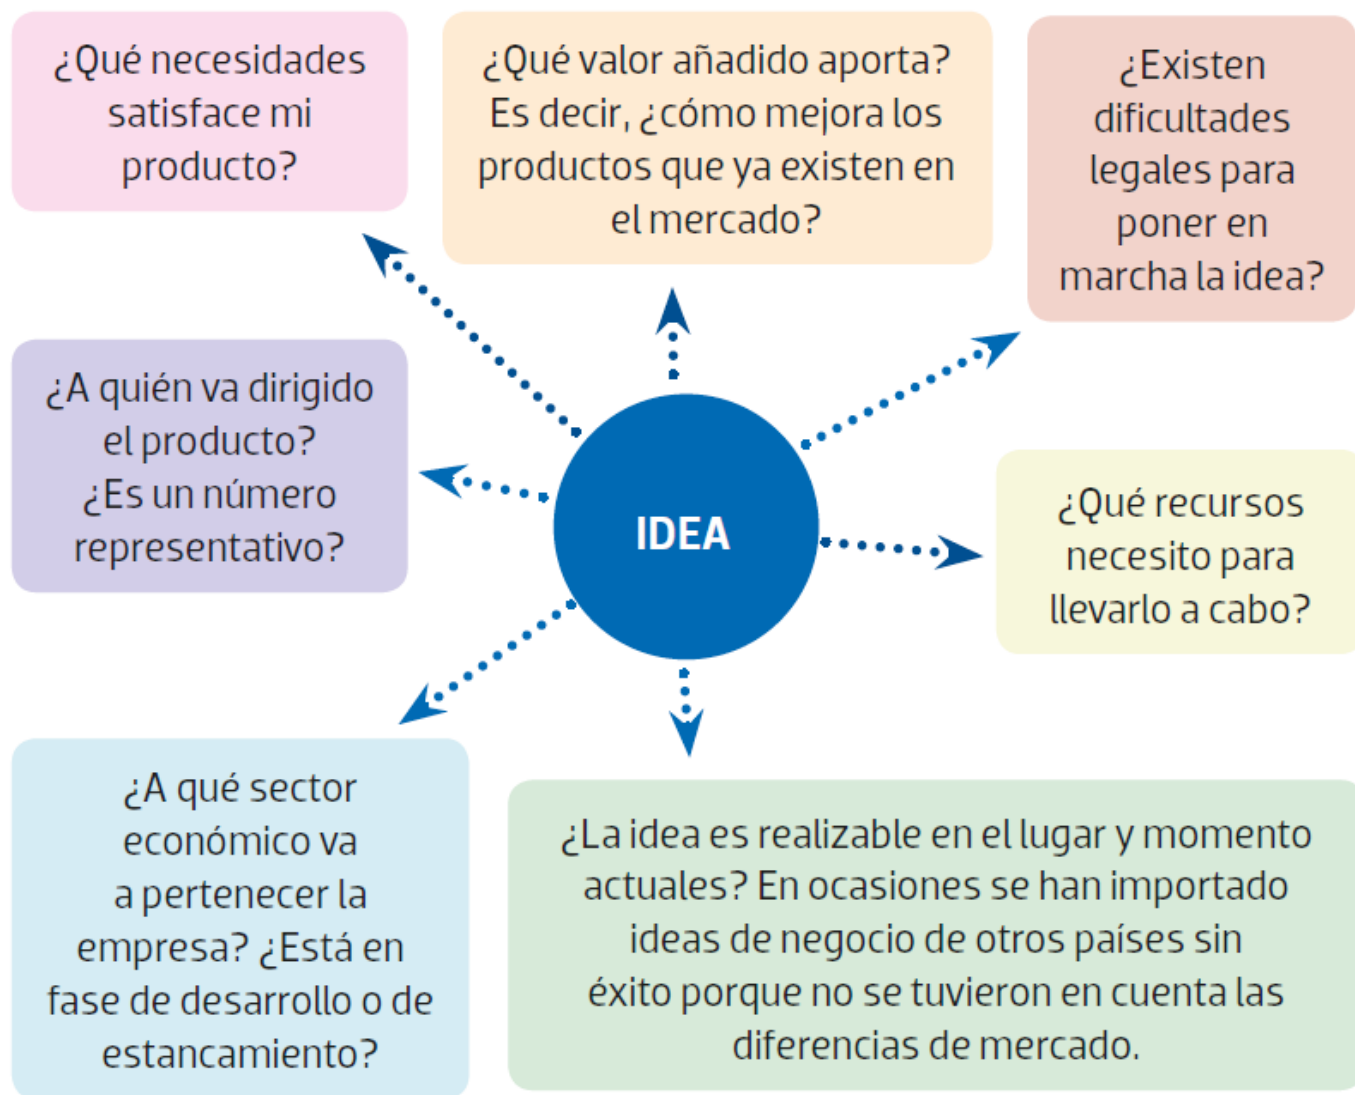 ¿Qué necesidades
satisface mi
producto?
¿Qué valor añadido aporta?
Es decir, ¿cómo mejora los
productos que ya existen en
el mercado?
¿Existen
dificultades
legales para
poner en
marcha la idea?
¿A quién va dirigido
el producto?
¿Es un número
representativo?
IDEA
¿Qué recursos
necesito para
llevarlo a cabo?
¿A qué sector
económico va
a pertenecer la
empresa? ¿Está en
fase de desarrollo o de
estancamiento?
¿La idea es realizable en el lugar y momento
actuales? En ocasiones se han importado
ideas de negocio de otros países sin
éxito porque no se tuvieron en cuenta las
diferencias de mercado.